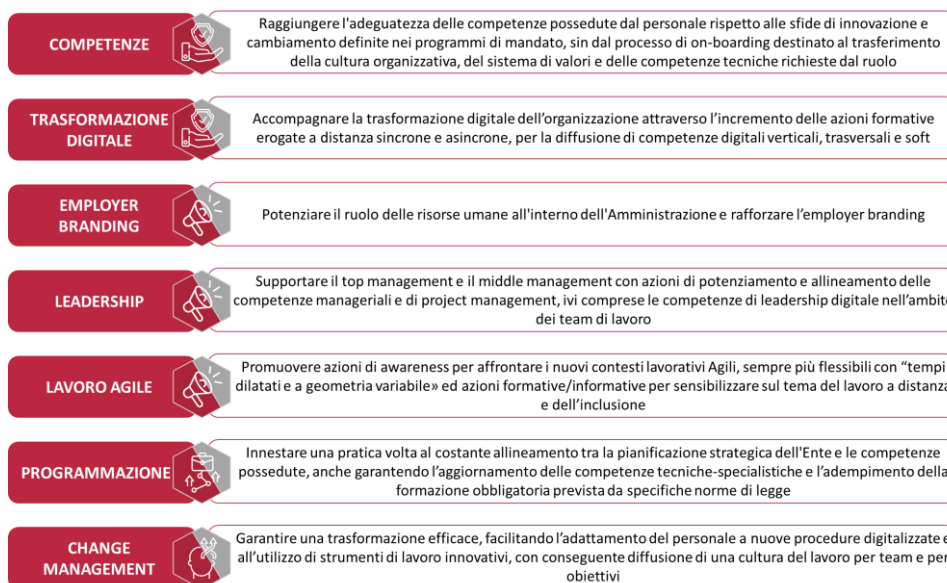 COMPETENZE
Raggiungere l'adeguatezza delle competenze possedute dal personale rispetto alle sfide di innovazione e
cambiamento definite nei programmi di mandato, sin dal processo di on-boarding destinato al trasferimento
della cultura organizzativa, del sistema di valori e delle competenze tecniche richieste dal ruolo
TRASFORMAZIONE
DIGITALE
Accompagnare la trasformazione digitale dell’organizzazione attraverso l’incremento delle azioni formative
erogate a distanza sincrone e asincrone, per la diffusione di competenze digitali verticali, trasversali e soft
EMPLOYER
BRANDING
Potenziare il ruolo delle risorse umane all'interno dell'Amministrazione e rafforzare l’employer branding
LEADERSHIP
Supportare il top management e il middle management con azioni di potenziamento e allineamento delle
competenze manageriali e di project management, ivi comprese le competenze di leadership digitale nell’ambito
dei team di lavoro
LAVORO AGILE
Promuovere azioni di awareness per affrontare i nuovi contesti lavorativi Agili, sempre più flessibili con “tempi
dilatati e a geometria variabile» ed azioni formative/informative per sensibilizzare sul tema del lavoro a distanza
e dell’inclusione
PROGRAMMAZIONE
Innestare una pratica volta al costante allineamento tra la pianificazione strategica dell'Ente e le competenze
possedute, anche garantendo l’aggiornamento delle competenze tecniche-specialistiche e l’adempimento della
formazione obbligatoria prevista da specifiche norme di legge
CHANGE
MANAGEMENT
Garantire una trasformazione efficace, facilitando l’adattamento del personale a nuove procedure digitalizzate e
all’utilizzo di strumenti di lavoro innovativi, con conseguente diffusione di una cultura del lavoro per team e per
obiettivi